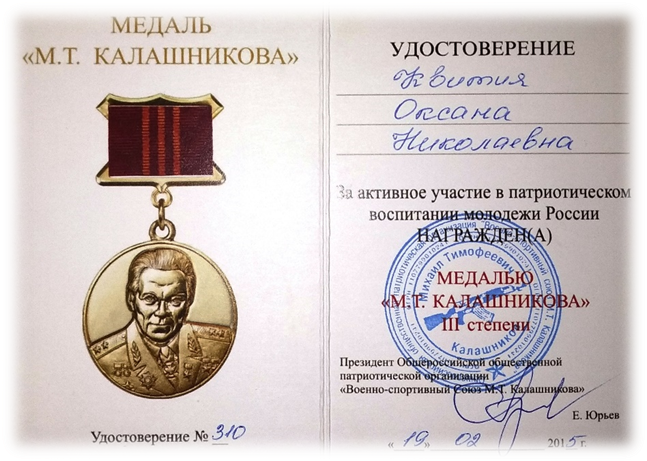 МЕДАЛЬ
«М.Т. КАЛАШНИКОВА»
Удостоверение № 310
УДОСТОВЕРЕНИЕ
Квития
Оксана
Николаевна
За активное участие в патриотическом
воспитании молодежи России
НАГРАЖДЕН(А)
МЕДАЛЬЮ
«М.Т. КАЛАШНИКОВА»
III степени
Михаил Тимофеевич
Калашников
Президент Общероссийской общественной
патриотической организации
«Военно-спортивный Союз М.Т. Калашникова»
Е. Юрьев
« 19 » 02 2015 г.